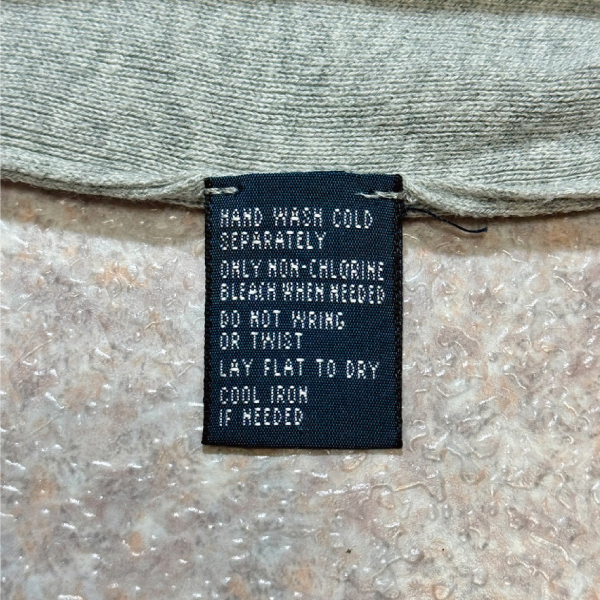 HAND WASH COLD
SEPARATELY
ONLY NON-CHLORINE
BLEACH WHEN NEEDED
DO NOT WRING
OR TWIST
LAY FLAT TO DRY
COOL IRON
IF NEEDED